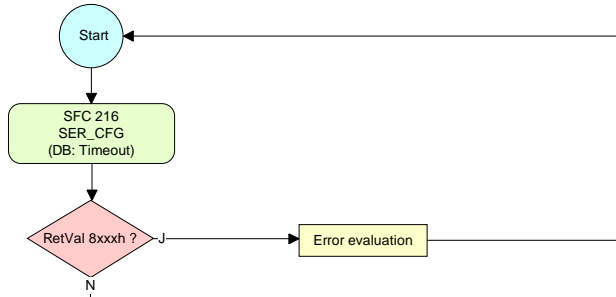 Start
SFC 216
SER_CFG
(DB: Timeout)
RetVal 8xxxh ?
J
Error evaluation
N